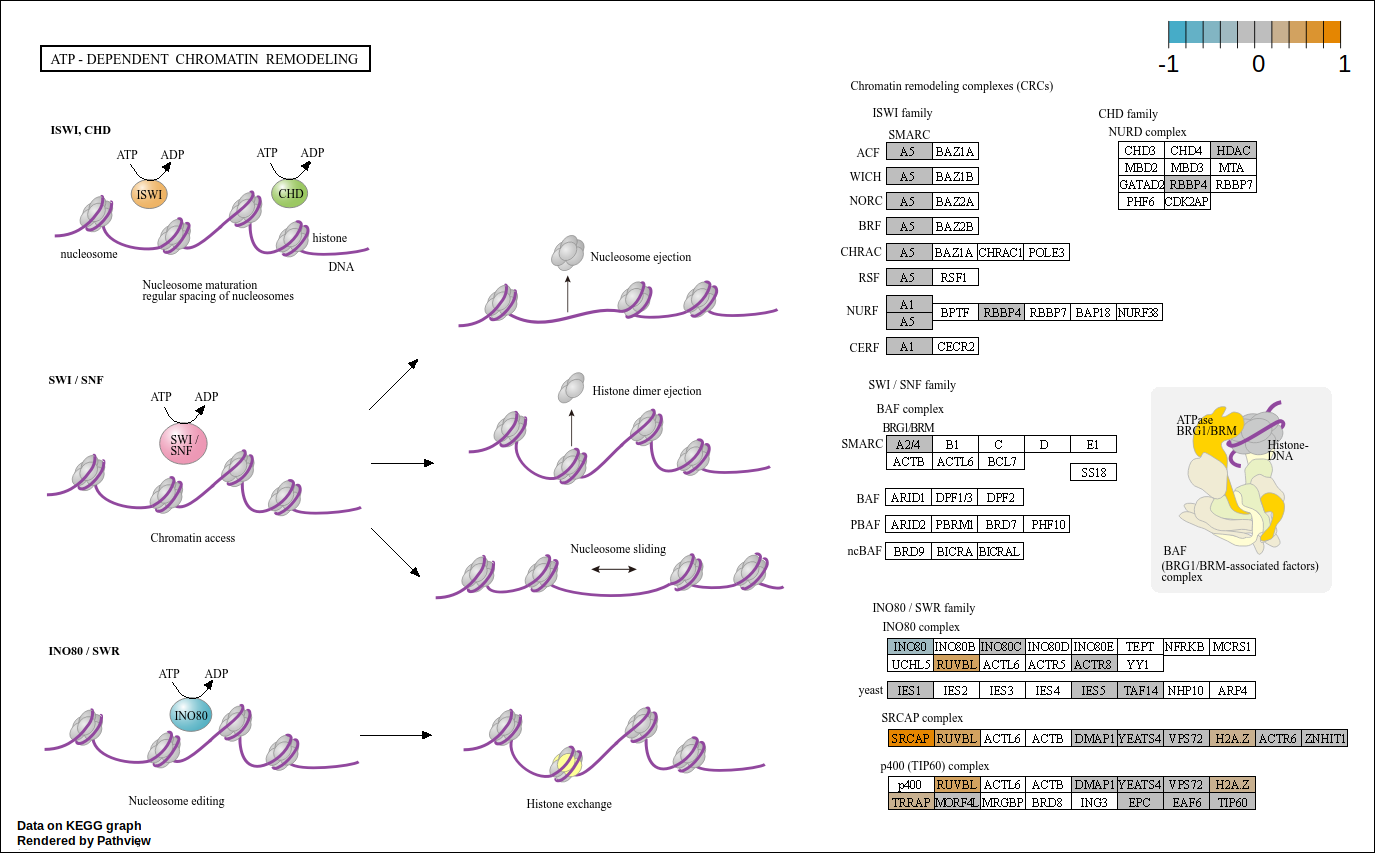 -1 0 1
ATP - DEPENDENT CHROMATIN REMODELING
ISWI, CHD
ATP ADP
ISWI
ATP ADP
CHD
nucleosome
histone
DNA
Nucleosome maturation
regular spacing of nucleosomes
SWI / SNF
ATP ADP
SWI /
SNF
Chromatin access
Nucleosome ejection
Histone dimer ejection
Nucleosome sliding
INO80 / SWR
ATP ADP
INO80
Nucleosome editing
Histone exchange
Chromatin remodeling complexes (CRCs)
ISWI family
SMARC
ACF A5 BAZ1A
WICH A5 BAZ1B
NORC A5 BAZ2A
BRF A5 BAZ2B
CHRAC A5 BAZ1A CHRAC1 POLE3
RSF A5 RSF1
NURF A1 A5 BPTF RBBP4 RBBP7 BAP18 NURF38
CERF A1 CECR2
CHD family
NURD complex
CHD3 CHD4 HDAC
MBD2 MBD3 MTA
GATAD2 RBBP4 RBBP7
PHF6 CDK2AP
SWI / SNF family
BAF complex
BRG1/BRM
SMARC A2/4 B1 C D E1
ACTB ACTL6 BCL7
SS18
BAF ARID1 DPF1/3 DPF2
PBAF ARID2 PBRM1 BRD7 PHF10
ncBAF BRD9 BICRA BICRAL
ATPase
BRG1/BRM
Histone-
DNA
BAF
(BRG1/BRM-associated factors)
complex
INO80 / SWR family
INO80 complex
INO80 INO80B INO80C INO80D INO80E TFPT NFRKB MCRS1
UCHL5 RUVBL ACTL6 ACTR5 ACTR8 YY1
yeast IES1 IES2 IES3 IES4 IES5 TAF14 NHP10 ARP4
SRCAP complex
SRCAP RUVBL ACTL6 ACTB DMAP1 YEATS4 VPS72 H2A.Z ACTR6 ZNHIT1
p400 (TIP60) complex
p400 RUVBL ACTL6 ACTB DMAP1 YEATS4 VPS72 H2A.Z
TRRAP MORF4L MRGBP BRD8 ING3 EPC EAF6 TIP60
Data on KEGG graph
Rendered by Pathview